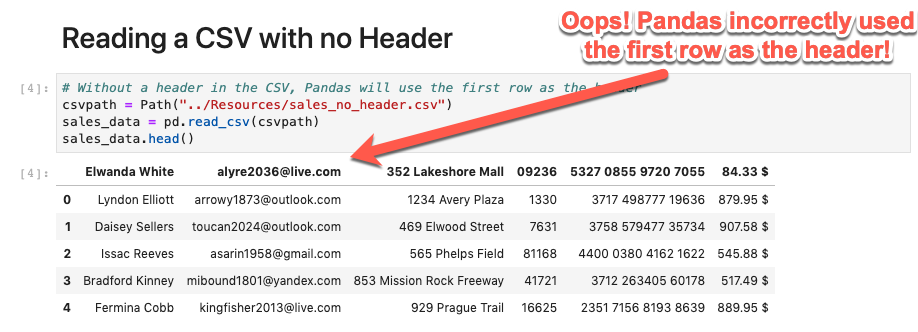 Oops! Pandas incorrectly used
the first row as the header!
Reading a CSV with no Header
[4]: # Without a header in the CSV, Pandas will use the first row as the header
csvpath = Path("../Resources/sales_no_header.csv")
sales_data = pd.read_csv(csvpath)
sales_data.head()
[4]: Elwanda White alyre2036@live.com 352 Lakeshore Mall 09236 5327 0855 9720 7055 84.33 $
0 Lyndon Elliott arrowy1873@outlook.com 1234 Avery Plaza 1330 3717 498777 19636 879.95 $
1 Daisey Sellers toucan2024@outlook.com 469 Elwood Street 7631 3758 579477 35734 907.58 $
2 Issac Reeves asarin1958@gmail.com 565 Phelps Field 81168 4400 0380 4162 1622 545.88 $
3 Bradford Kinney mibound1801@yandex.com 853 Mission Rock Freeway 41721 3712 263405 60178 517.49 $
4 Fermina Cobb kingfisher2013@live.com 929 Prague Trail 16625 2351 7156 8193 8639 889.95 $